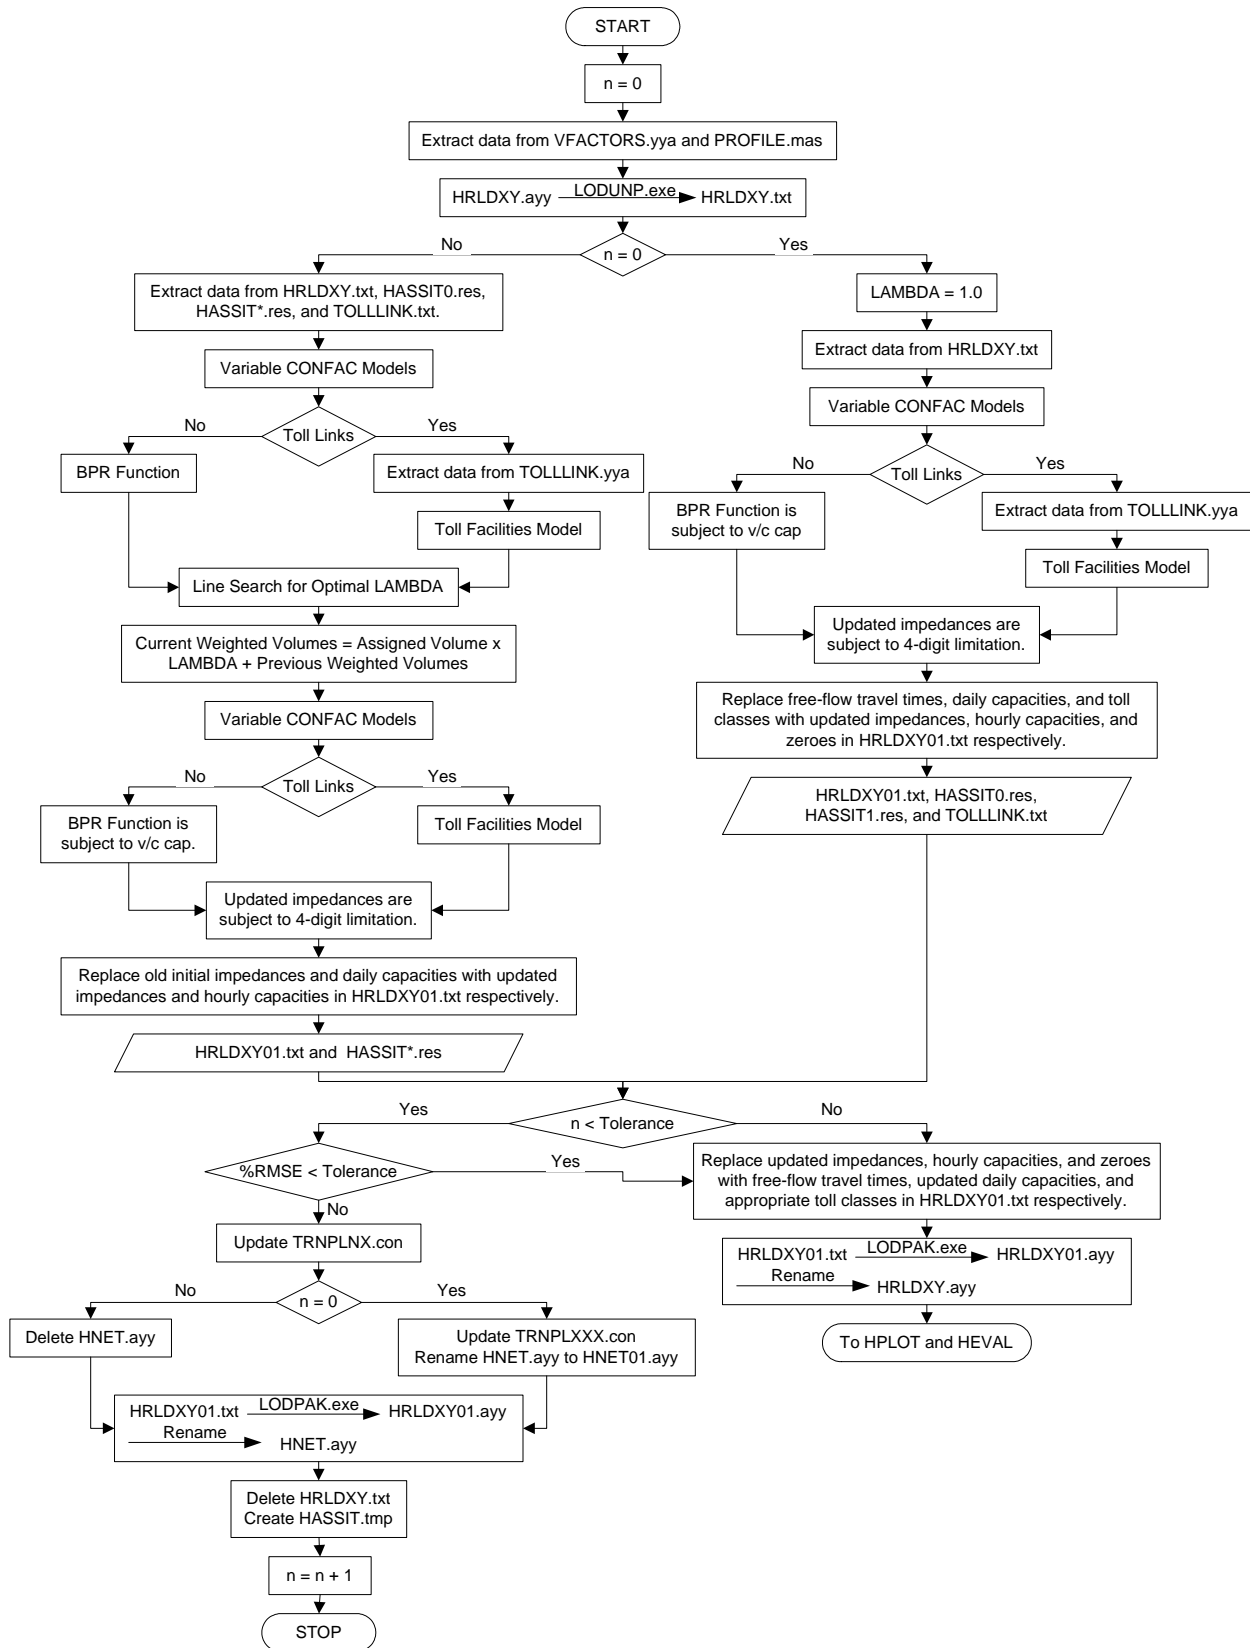 START
n = 0
Extract data from VFACTORS.yya and PROFILE.mas
HRLDXY.ayy LODUNP.exe HRLDXY.txt
No
n = 0
Yes
Extract data from HRLDXY.txt, HASSIT0.res,
HASSIT*.res, and TOLLLINK.txt.
Variable CONFAC Models
No
Toll Links
Yes
BPR Function
Extract data from TOLLLINK.yya
Toll Facilities Model
Line Search for Optimal LAMBDA
Current Weighted Volumes = Assigned Volume x
LAMBDA + Previous Weighted Volumes
Variable CONFAC Models
No
Toll Links
Yes
BPR Function is
subject to v/c cap.
Toll Facilities Model
Updated impedances are
subject to 4-digit limitation.
Replace old initial impedances and daily capacities with updated
impedances and hourly capacities in HRLDXY01.txt respectively.
HRLDXY01.txt and HASSIT*.res
LAMBDA = 1.0
Extract data from HRLDXY.txt
Variable CONFAC Models
No
Toll Links
Yes
BPR Function is
subject to v/c cap
Extract data from TOLLLINK.yya
Toll Facilities Model
Updated impedances are
subject to 4-digit limitation.
Replace free-flow travel times, daily capacities, and toll
classes with updated impedances, hourly capacities, and
zeroes in HRLDXY01.txt respectively.
HRLDXY01.txt, HASSIT0.res,
HASSIT1.res, and TOLLLINK.txt
Yes
n < Tolerance
No
%RMSE < Tolerance
Yes
Replace updated impedances, hourly capacities, and zeroes
with free-flow travel times, updated daily capacities, and
appropriate toll classes in HRLDXY01.txt respectively.
No
Update TRNPLNX.con
HRLDXY01.txt LODPAK.exe HRLDXY01.ayy
Rename HRLDXY.ayy
To HPLOT and HEVAL
No
n = 0
Yes
Delete HNET.ayy
Update TRNPLXXX.con
Rename HNET.ayy to HNET01.ayy
HRLDXY01.txt LODPAK.exe HRLDXY01.ayy
Rename HNET.ayy
Delete HRLDXY.txt
Create HASSIT.tmp
n = n + 1
STOP